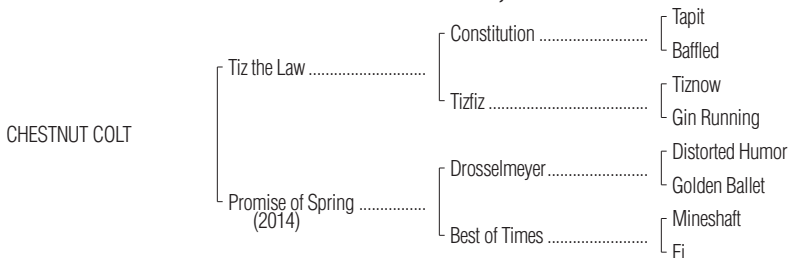 CHESTNUT COLT
Tiz the Law ............................
Promise of Spring ................
(2014)
Constitution ..........................
Tizfiz ......................................
Drosselmeyer........................
Best of Times ........................
Tapit
Baffled
Tiznow
Gin Running
Distorted Humor
Golden Ballet
Mineshaft